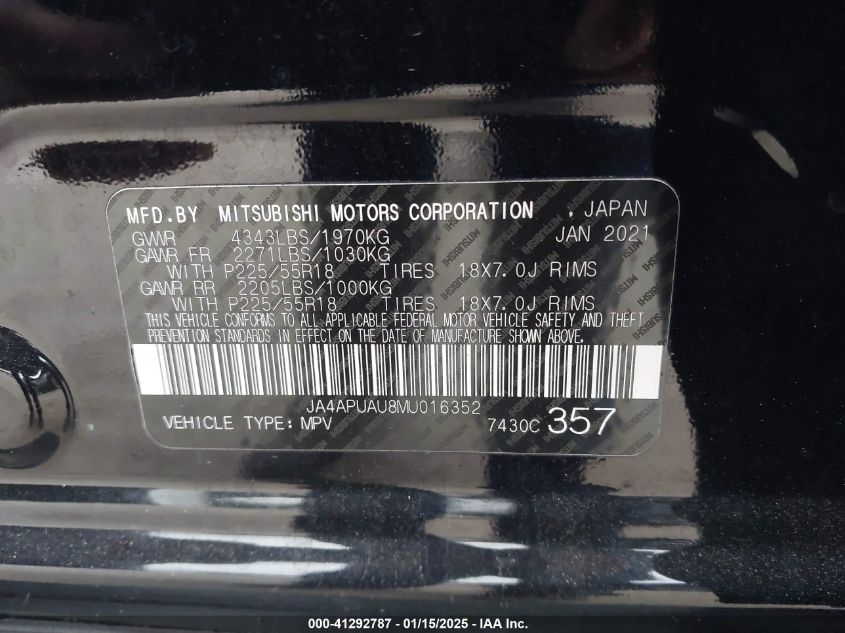 MFD.BY MITSUBISHI MOTORS CORPORATION , JAPAN
GVWR 4343LBS/1970KG JAN 2021
GAWR FR 2271LBS/1030KG
WITH P225/55R18 TIRES 18X7.0J RIMS
GAWR RR 2205LBS/1000KG
WITH P225/55R18 TIRES 18X7.0J RIMS
THIS VEHICLE CONFORMS TO ALL APPLICABLE FEDERAL MOTOR VEHICLE SAFETY AND THEFT
PREVENTION STANDARDS IN EFFECT ON THE DATE OF MANUFACTURE SHOWN ABOVE.
JA4APUAU8MU016352
VEHICLE TYPE: MPV 7430C 357
000-41292787 - 01/15/2025 - IAA Inc.